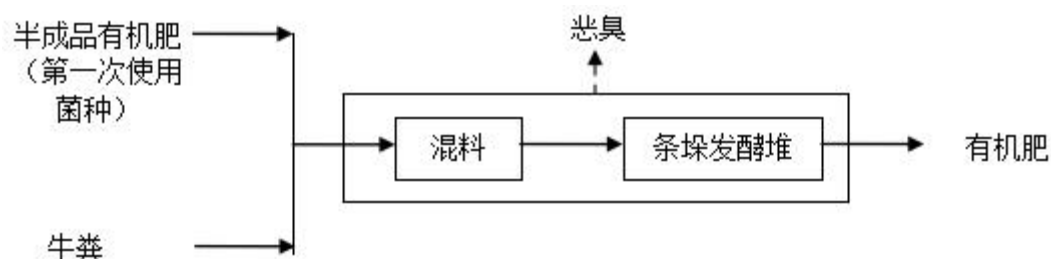 半成品有机肥
（第一次使用
菌种）
恶臭
混料
条垛发酵堆
有机肥
牛粪